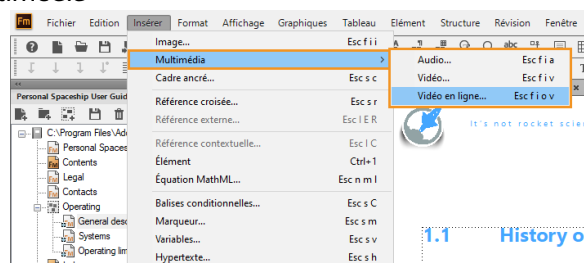 Fm Fichier Edition Insérer Format Affichage Graphiques Tableau Elément Structure Révision Fenêtre
Image... Esc f i i
Multimédia > Audio... Esc f i a
Cadre ancré... Esc s c Vidéo... Esc f i v
Personal Spaceship User Guid Vidéo en ligne... Esc f i o v
Référence croisée... Esc s r
Référence externe... Esc I E R
It's not rocket scie
C:\Program Files\Ad
Référence contextuelle... Esc I C
Personal Spaces
Élément Ctrl+1
Contents
Équation MathML... Esc n m l
Legal
Contacts
Balises conditionnelles... Esc s C
Operating
Marqueur... Esc s m
General desc
Variables... Esc s v
Systems
1.1 History o
Hypertexte... Esc s h
Operating lim